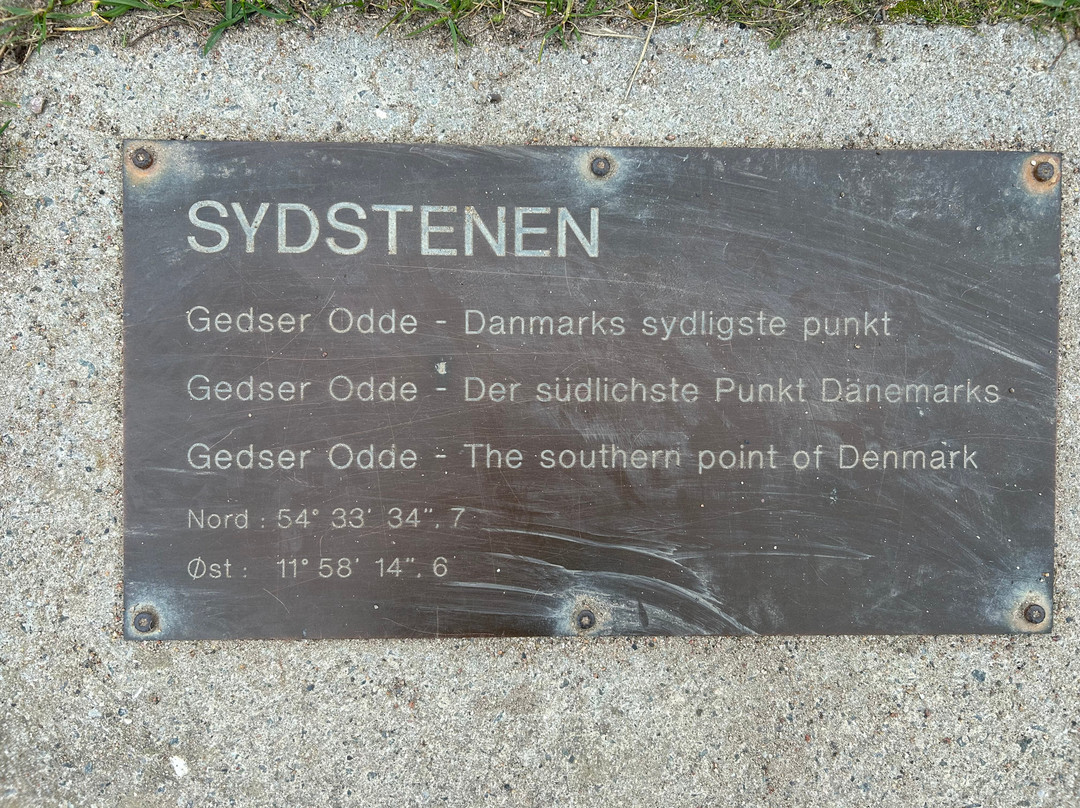 SYDSTENEN
Gedser Odde - Danmarks sydligste punkt
Gedser Odde - Der südlichste Punkt Dänemarks
Gedser Odde - The southern point of Denmark
Nord : 54° 33' 34". 7
Øst : 11° 58' 14". 6